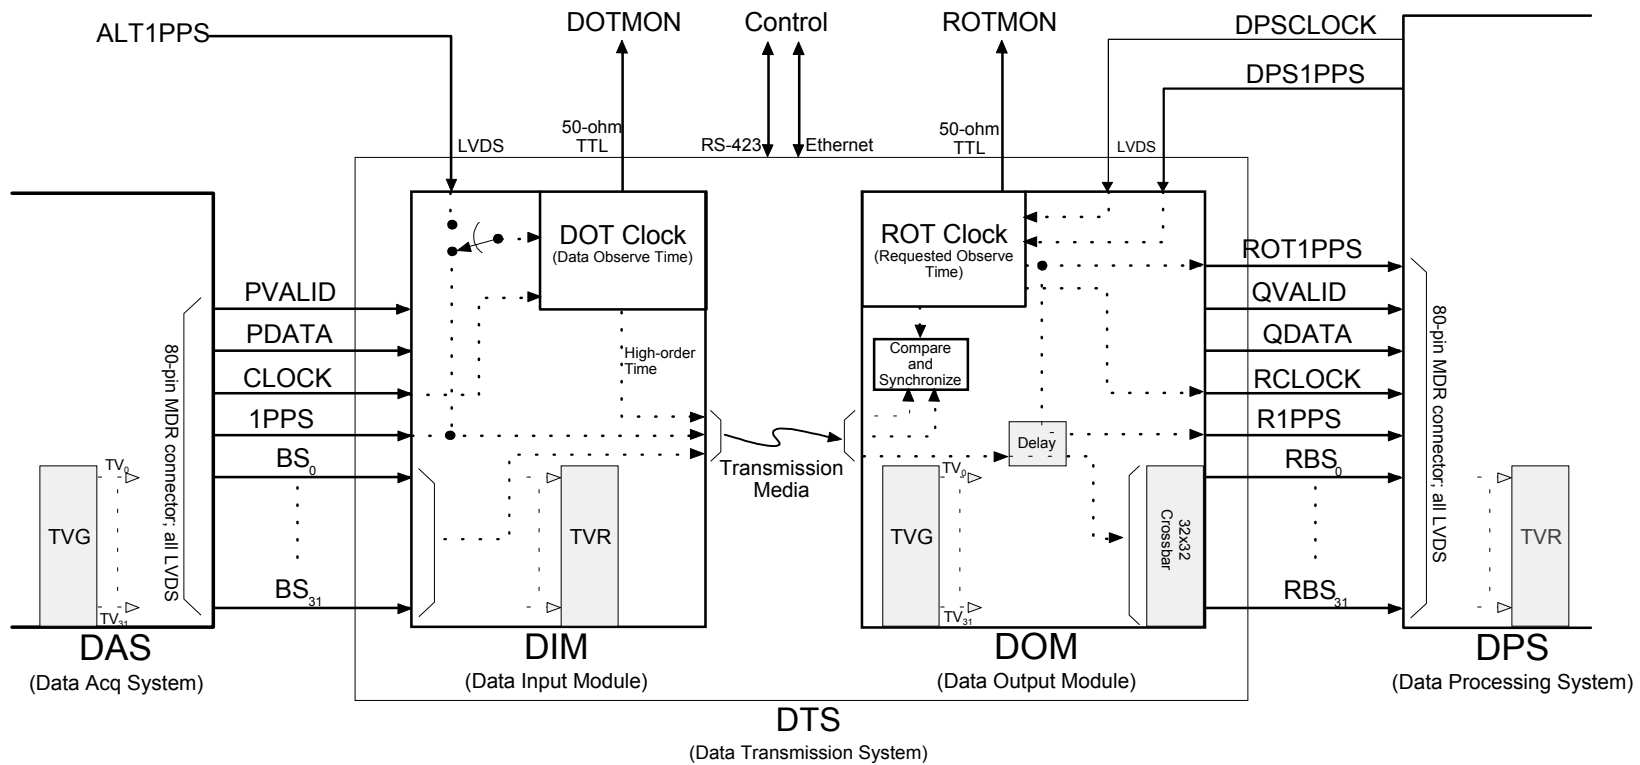 ALT1PPS
DOTMON
Control
ROTMON
DPSCLOCK
DPS1PPS
LVDS
50-ohm
TTL
RS-423
Ethernet
50-ohm
TTL
LVDS
DOT Clock
(Data Observe Time)
ROT Clock
(Requested Observe
Time)
PVALID
PDATA
CLOCK
1PPS
BS0
BS31
80-pin MDR connector; all LVDS
TV0
TVG
TV31
High-order
Time
TVR
Transmission
Media
Compare
and
Synchronize
Delay
TV0
TVG
TV31
32x32
Crossbar
ROT1PPS
QVALID
QDATA
RCLOCK
R1PPS
RBS0
RBS31
80-pin MDR connector; all LVDS
TVR
DAS
(Data Acq System)
DIM
(Data Input Module)
DOM
(Data Output Module)
DPS
(Data Processing System)
DTS
(Data Transmission System)